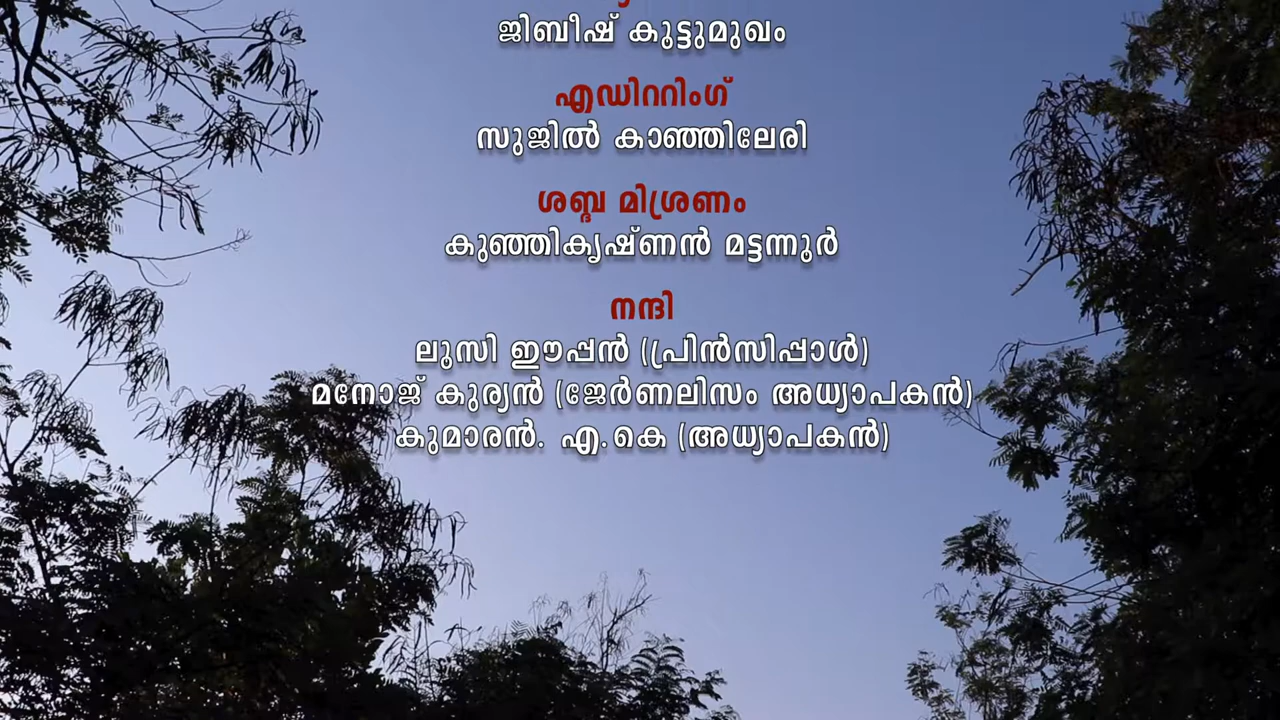 ജിബീഷ് കൂട്ടുമുഖം
എഡിററിംഗ്
സുജിൽ കാഞ്ഞിലേരി
ശബ്ദ മിശ്രണം
കുഞ്ഞികൃഷ്ണൻ മട്ടന്നൂർ
നന്ദി
ലൂസി ഈപ്പൻ (പ്രിൻസിപ്പാൾ)
മനോജ് കുര്യൻ (ജേർണലിസം അധ്യാപകൻ)
കുമാരൻ. എ.കെ (അധ്യാപകൻ)